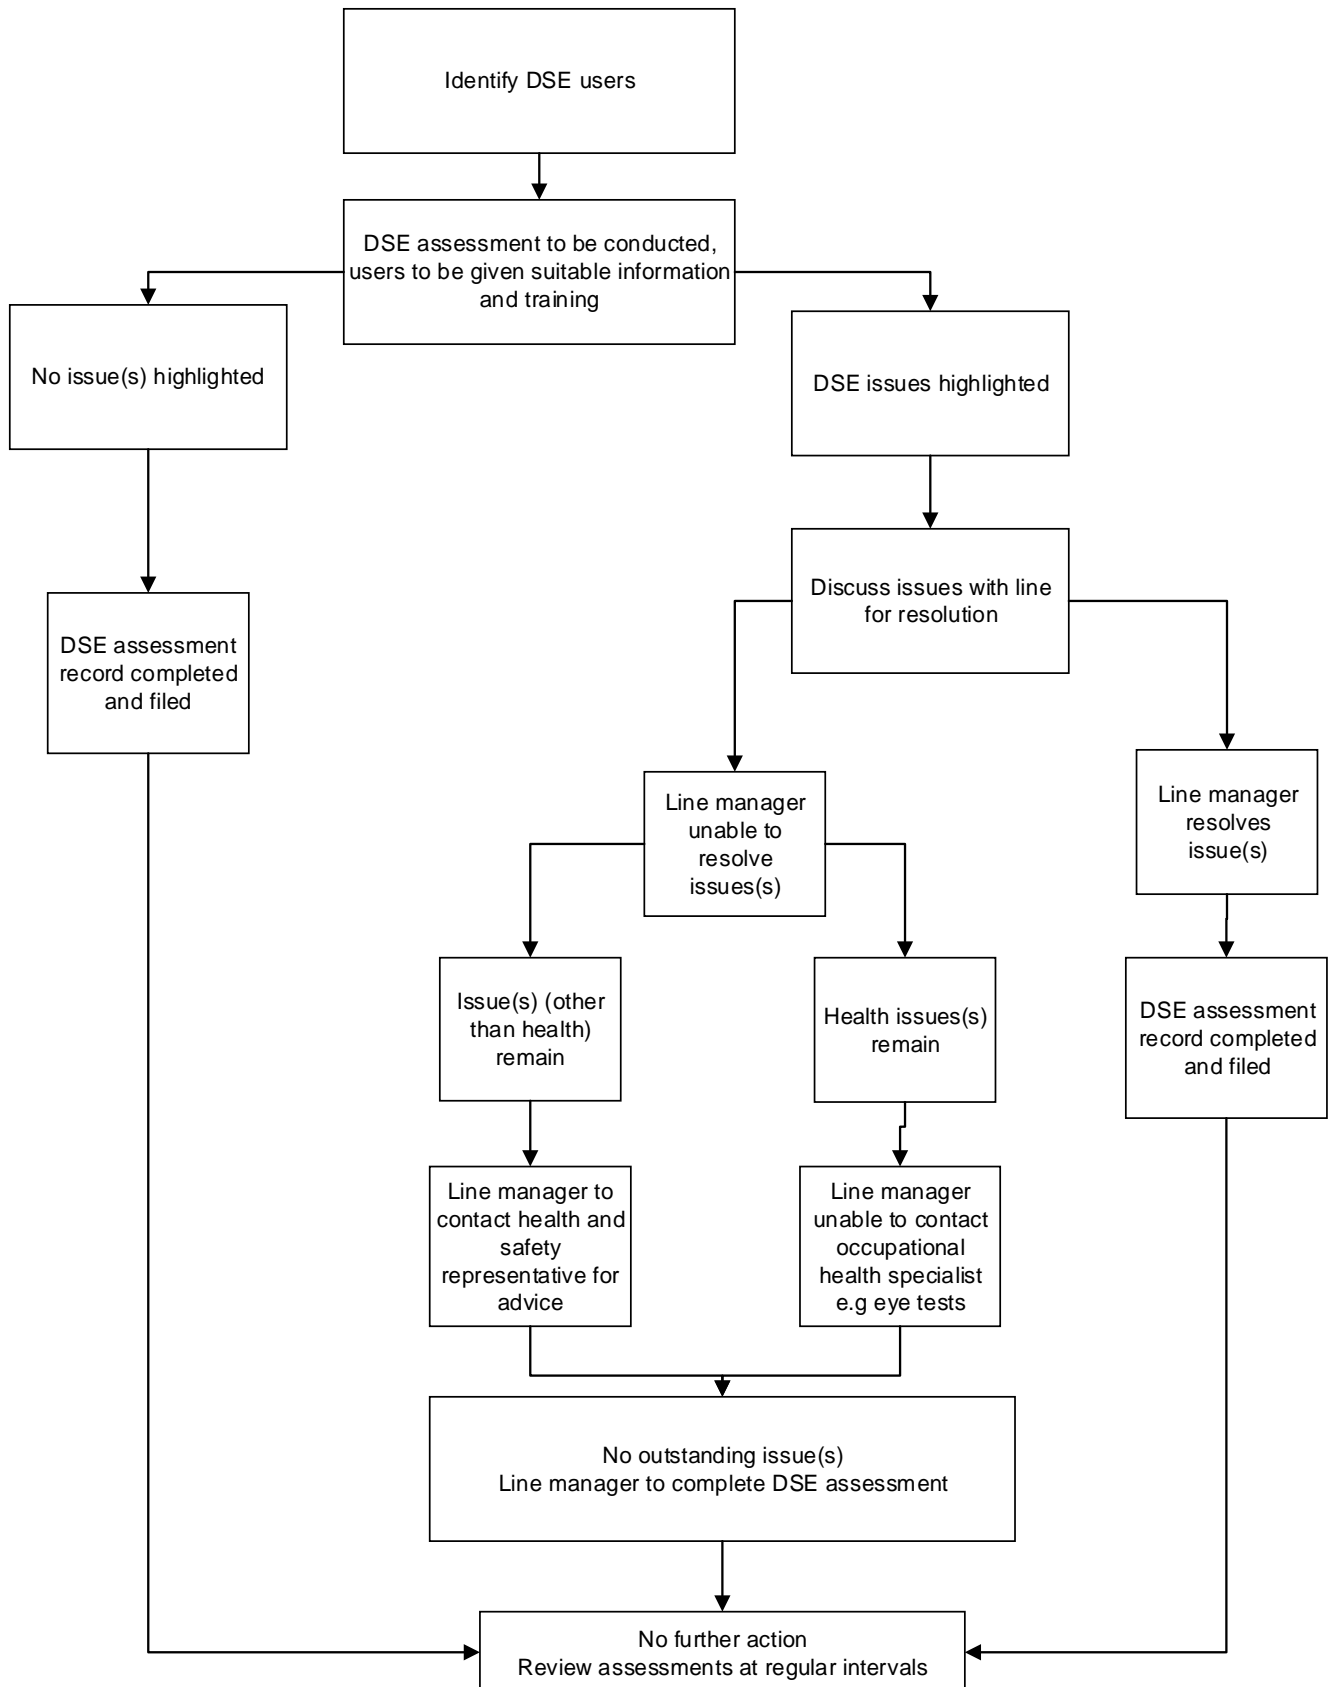 Identify DSE users
DSE assessment to be conducted,
users to be given suitable information
and training
No issue(s) highlighted
DSE issues highlighted
Discuss issues with line
for resolution
DSE assessment
record completed
and filed
Line manager
unable to
resolve
issues(s)
Line manager
resolves
issue(s)
Issue(s) (other
than health)
remain
Health issues(s)
remain
DSE assessment
record completed
and filed
Line manager to
contact health and
safety
representative for
advice
Line manager
unable to contact
occupational
health specialist
e.g eye tests
No outstanding issue(s)
Line manager to complete DSE assessment
No further action
Review assessments at regular intervals